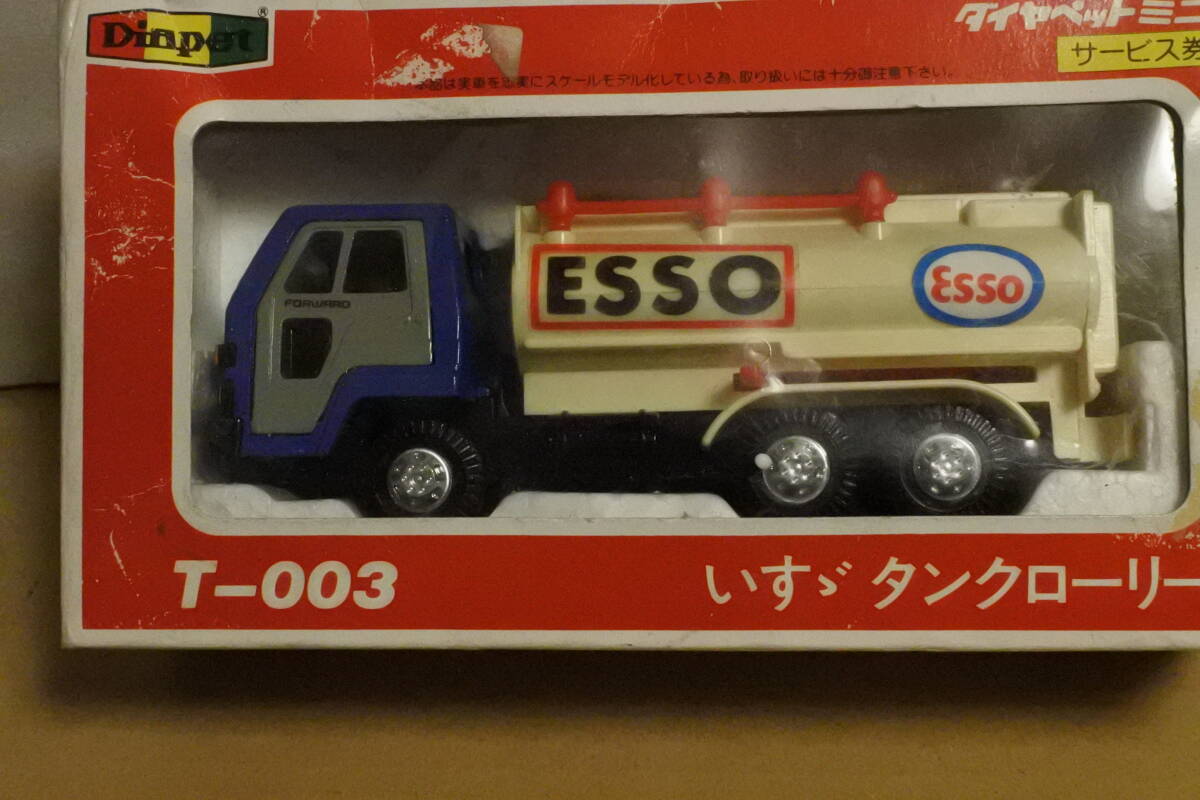 Diapet
®
ダイヤペットミニ
サービス券
本品は実車を忠実にスケールモデル化している為、取り扱いには十分御注意下さい。
FORWARD
ESSO
ESSO
T-003
いすゞ タンクローリー